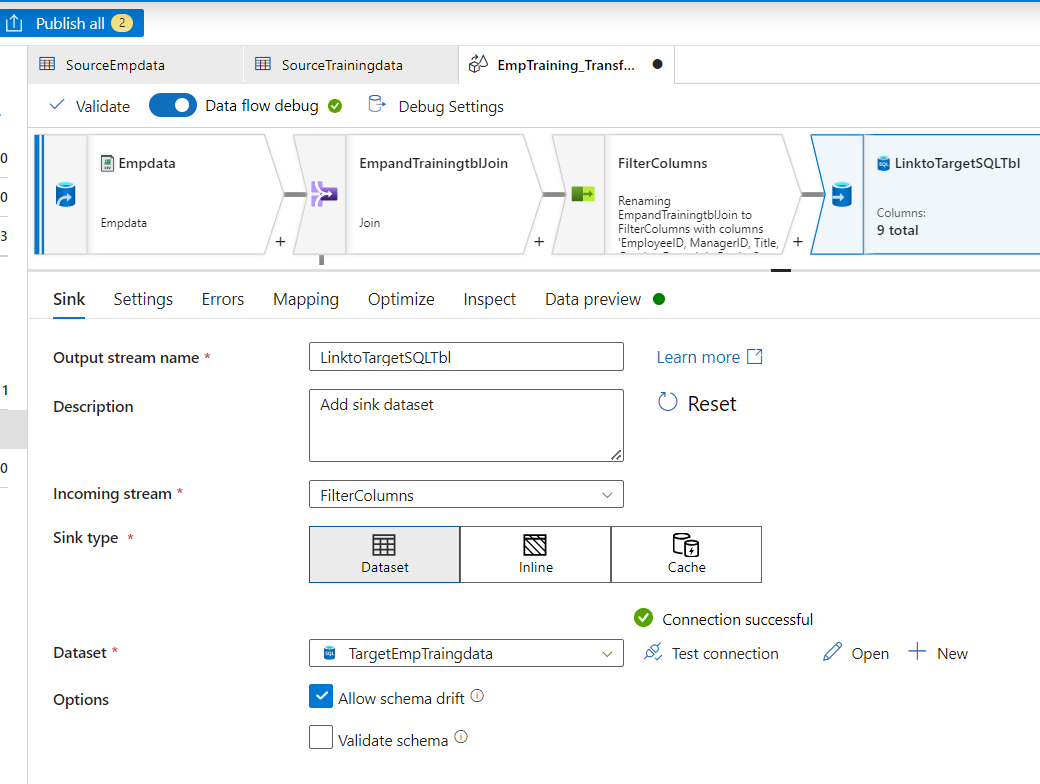 Publish all 2
SourceEmpdata
SourceTrainingdata
EmpTraining_Transf...
Validate
Data flow debug
Debug Settings
0
0
3
1
0
Empdata
Empdata
+
EmpandTrainingtblJoin
Join
+
FilterColumns
Renaming
EmpandTrainingtblJoin to
FilterColumns with columns
'EmployeeID, ManagerID, Title,
+
LinktoTargetSQLTbl
Columns:
9 total
Sink
Settings
Errors
Mapping
Optimize
Inspect
Data preview
Output stream name *
LinktoTargetSQLTbl
Learn more
Description
Add sink dataset
Reset
Incoming stream *
FilterColumns
Sink type *
Dataset
Inline
Cache
Connection successful
Dataset *
TargetEmpTraingdata
Test connection
Open
New
Options
Allow schema drift
Validate schema